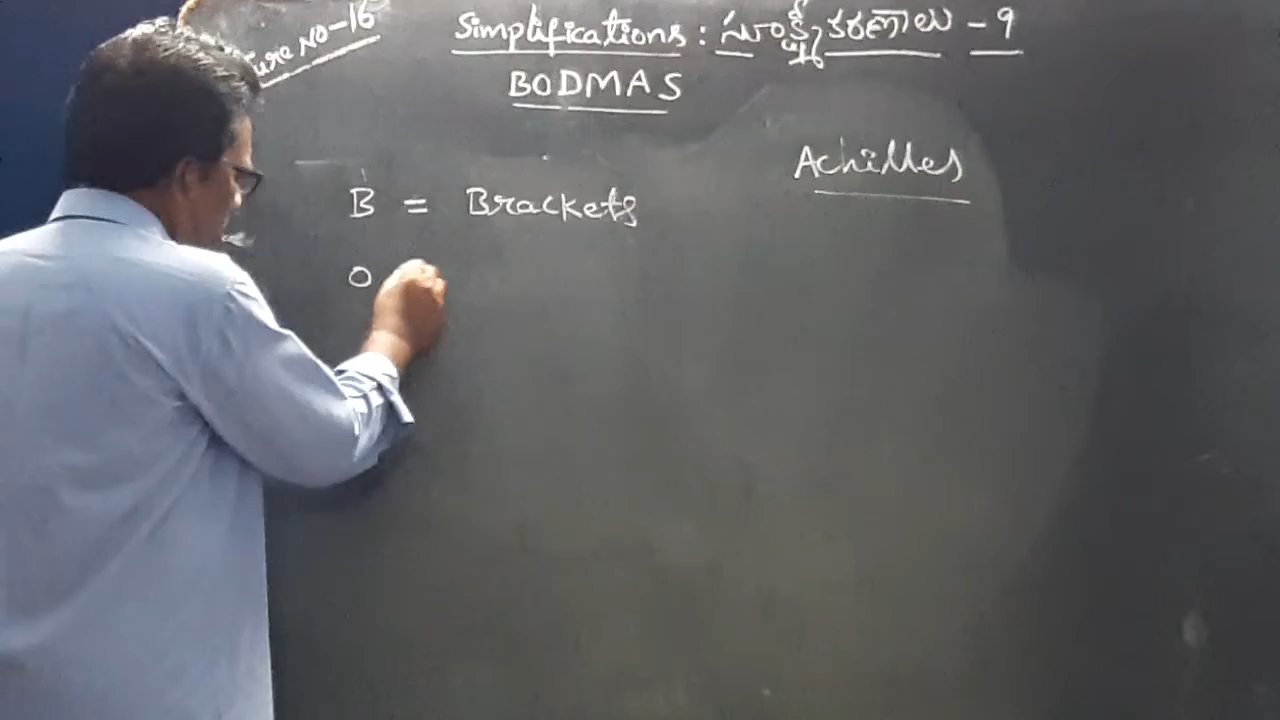 ture No-16
Simplifications : సూక్ష్మీకరణాలు - 9
BODMAS
Achilles
B = Brackets
O